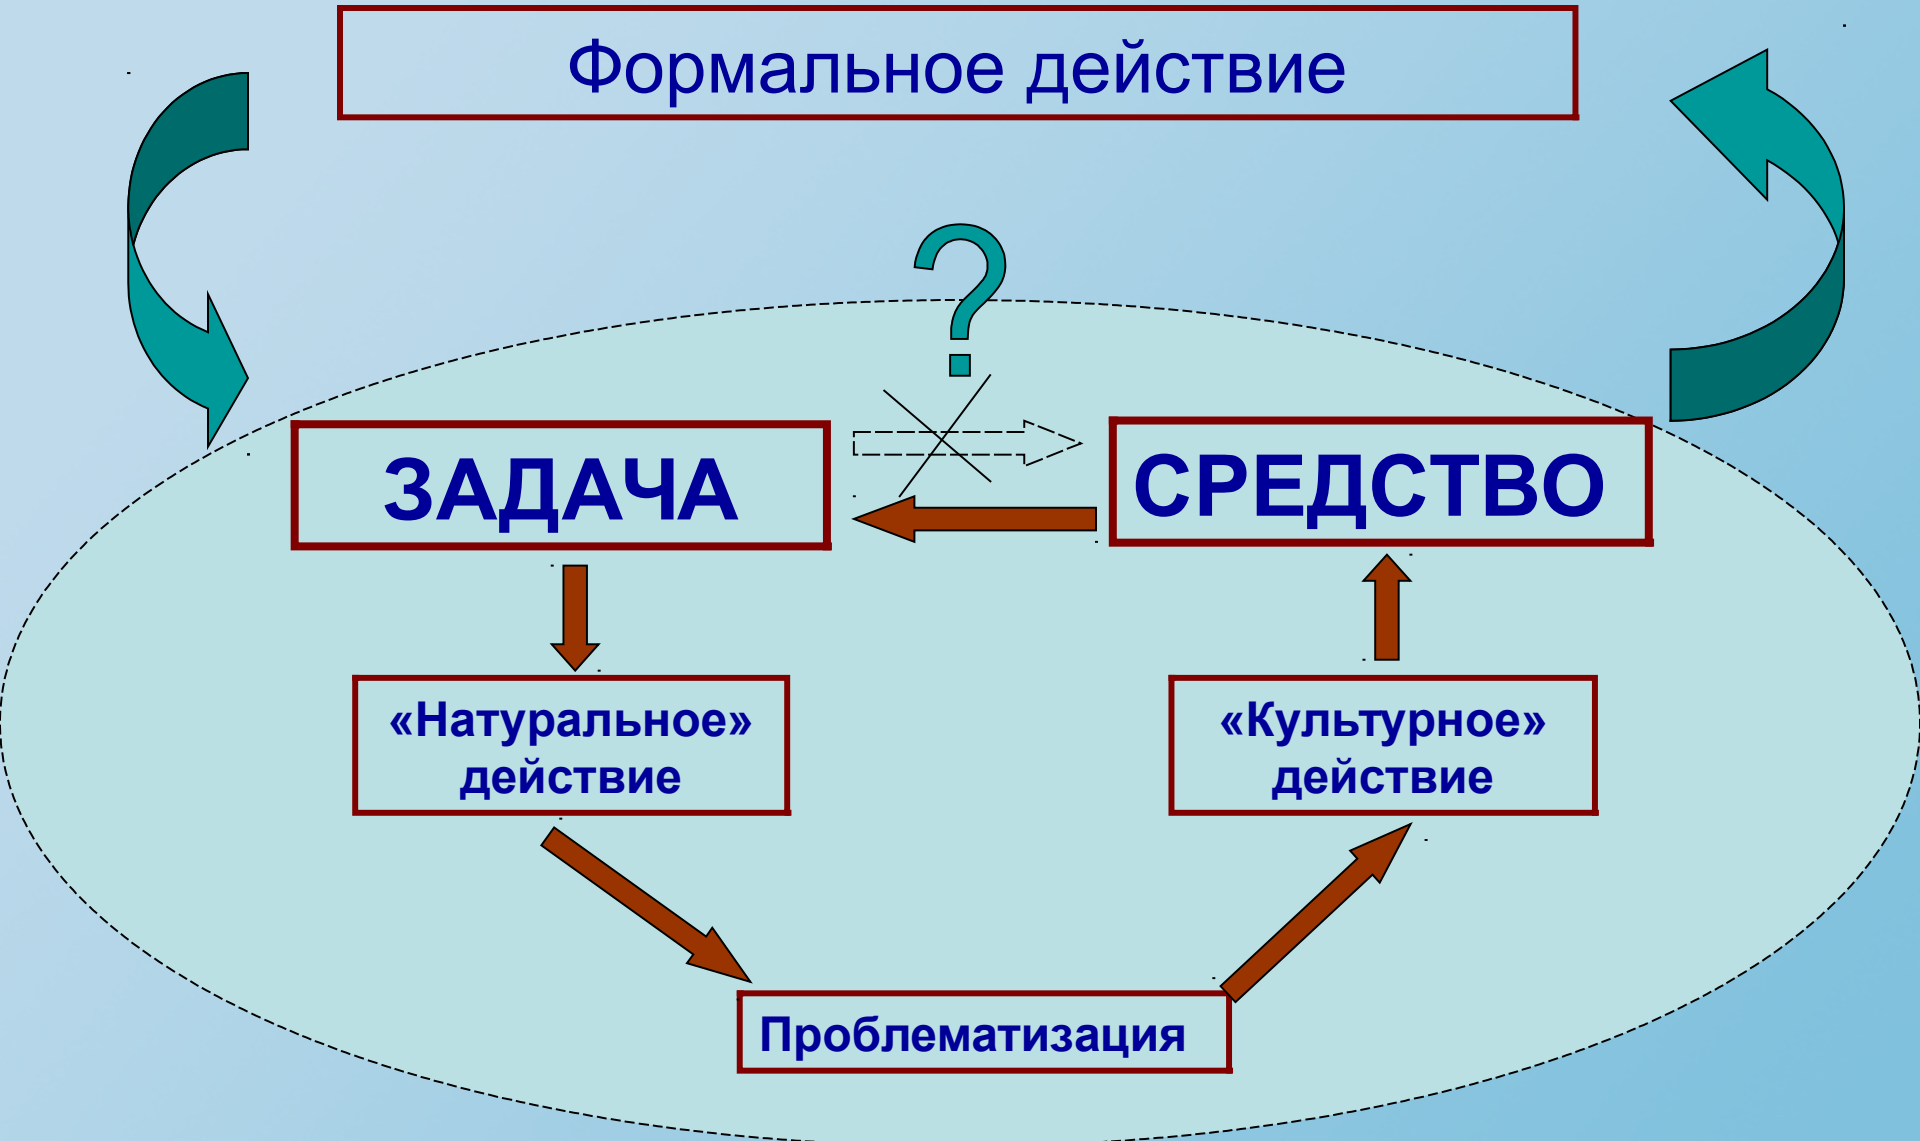 Формальное действие
?
ЗАДАЧА
СРЕДСТВО
«Натуральное»
действие
«Культурное»
действие
Проблематизация